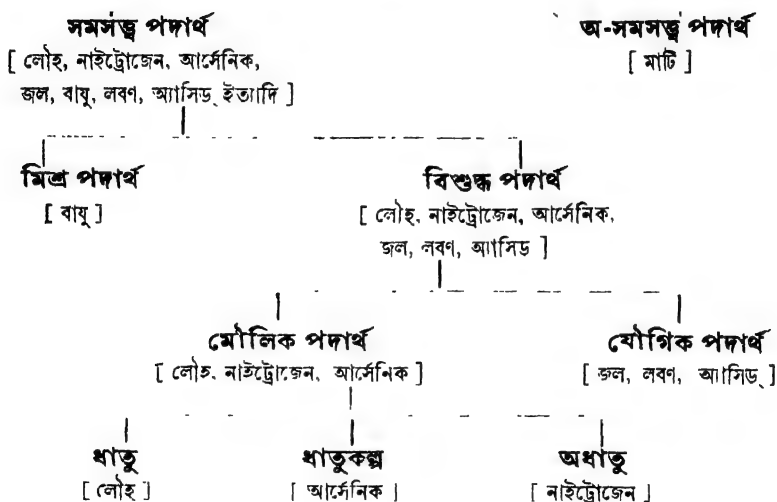 সমসত্ত্ব পদার্থ
অ-সমসত্ত্ব পদার্থ
[ লৌহ, নাইট্রোজেন, আর্সেনিক,
জল, বায়ু, লবণ, অ্যাসিড্ ইত্যাদি ]
[ মাটি ]
মিশ্র পদার্থ
[ বায়ু ]
বিশুদ্ধ পদার্থ
[ লৌহ, নাইট্রোজেন, আর্সেনিক,
জল, লবণ, অ্যাসিড ]
মৌলিক পদার্থ
[ লৌহ, নাইট্রোজেন, আর্সেনিক ]
যৌগিক পদার্থ
[ জল, লবণ, অ্যাসিড্ ]
ধাতু
[ লৌহ ]
ধাতুকল্প
[ আর্সেনিক ]
অধাতু
[ নাইট্রোজেন ]